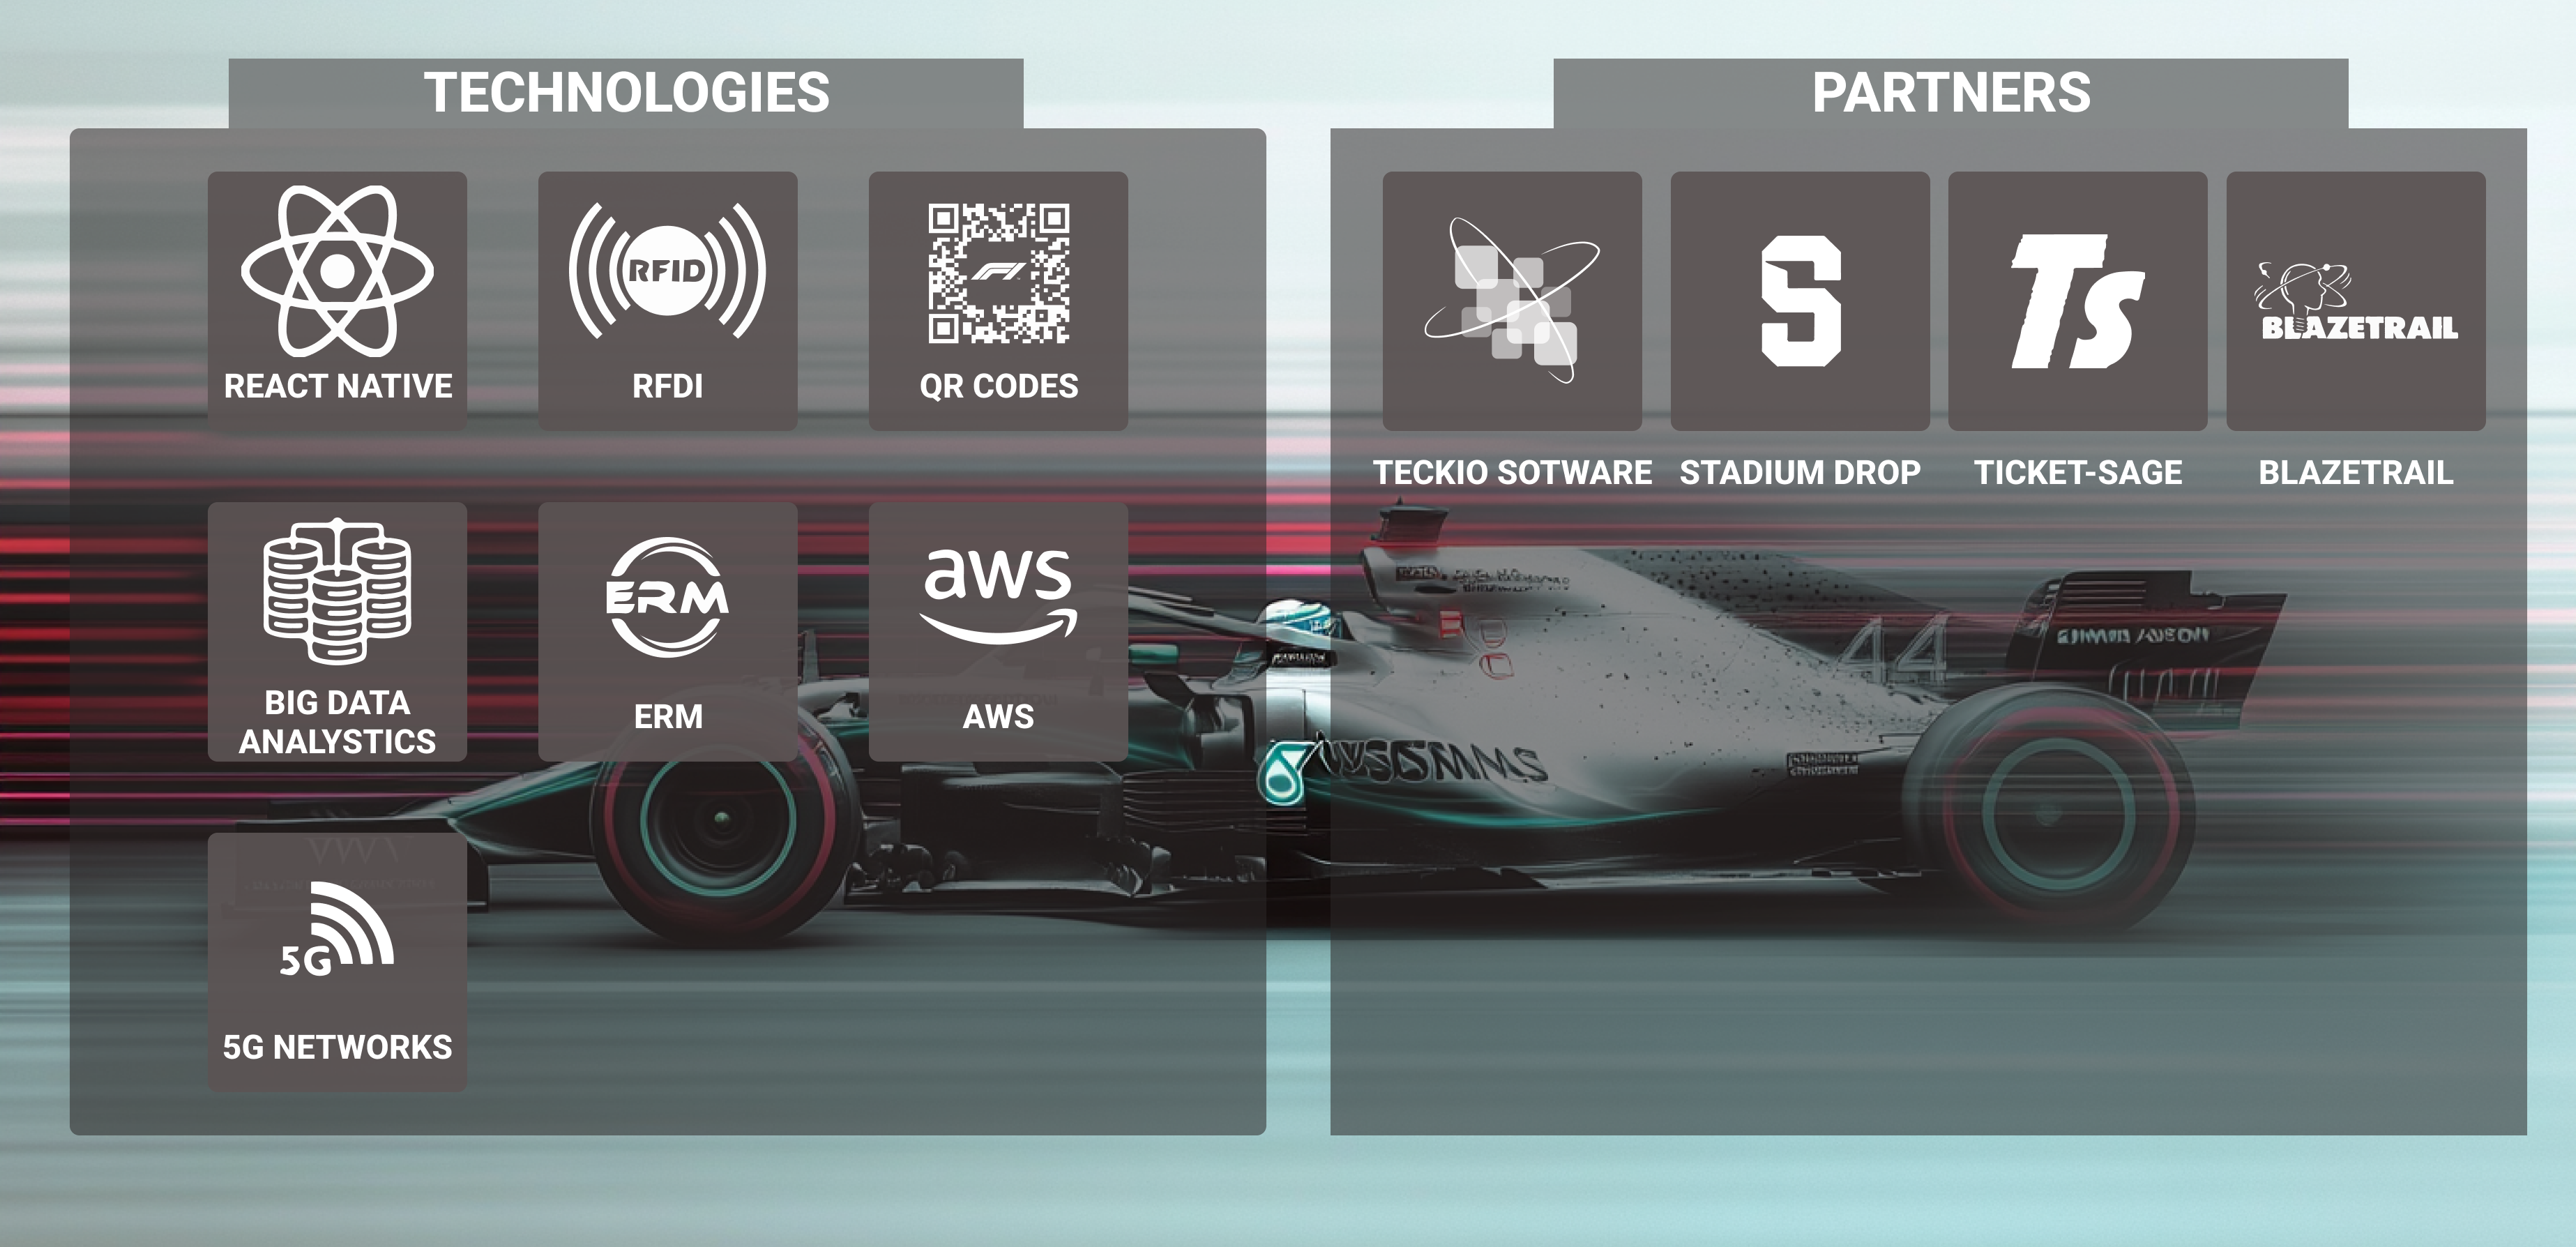 TECHNOLOGIES
REACT NATIVE
RFID
RFDI
QR CODES
BIG DATA
ANALYSTICS
ERM
ERM
aws
AWS
5G
5G NETWORKS
PARTNERS
S
Ts
BLAZETRAIL
TECKIO SOTWARE
STADIUM DROP
TICKET-SAGE
BLAZETRAIL
44